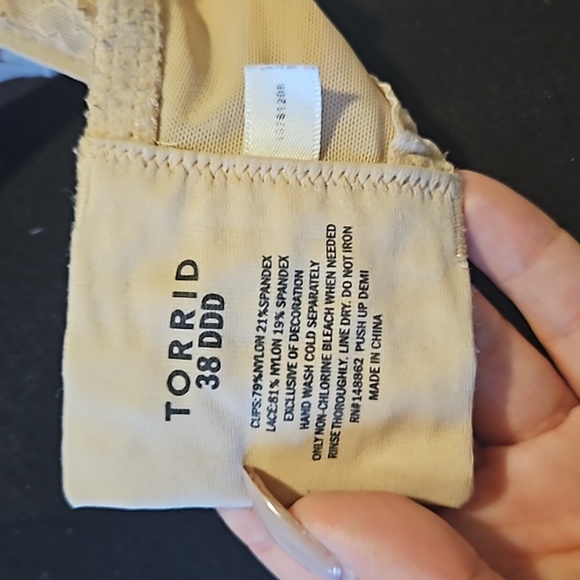 TORRID
38 DDD
CUPS:79%NYLON 21%SPANDEX
LACE:81% NYLON 19% SPANDEX
EXCLUSIVE OF DECORATION
HAND WASH COLD SEPARATELY
ONLY NON-CHLORINE BLEACH WHEN NEEDED
RINSE THOROUGHLY. LINE DRY. DO NOT IRON
RN#148862 PUSH UP DEMI
MADE IN CHINA